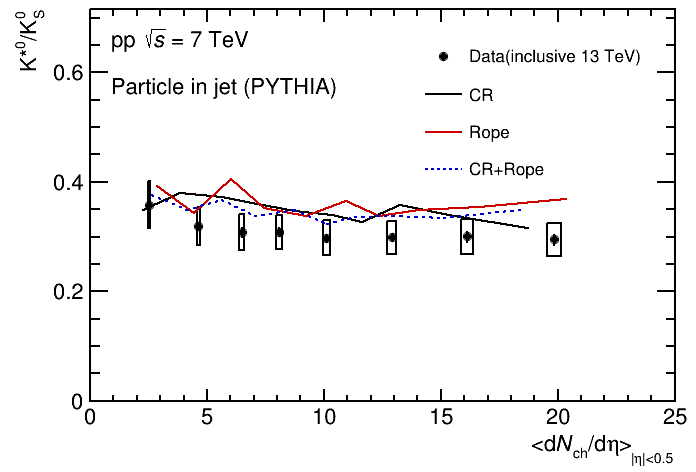 K*⁰/K⁰S
pp √s = 7 TeV
Particle in jet (PYTHIA)
Data(inclusive 13 TeV)
CR
Rope
CR+Rope
0.6
0.4
0.2
0
0 5 10 15 20 25
<dNch/dη>|η|<0.5